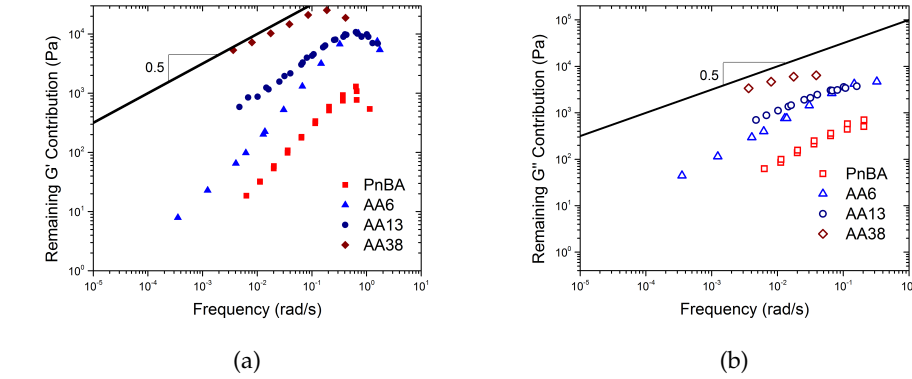 10⁴
10³
10²
10¹
10⁰
10⁻⁵ 10⁻⁴ 10⁻³ 10⁻² 10⁻¹ 10⁰ 10¹
Remaining G' Contribution (Pa)
Frequency (rad/s)
0.5
PnBA
AA6
AA13
AA38
(a)
10⁵
10⁴
10³
10²
10¹
10⁰
10⁻⁵ 10⁻⁴ 10⁻³ 10⁻² 10⁻¹ 10⁰
Remaining G'' Contribution (Pa)
Frequency (rad/s)
0.5
PnBA
AA6
AA13
AA38
(b)